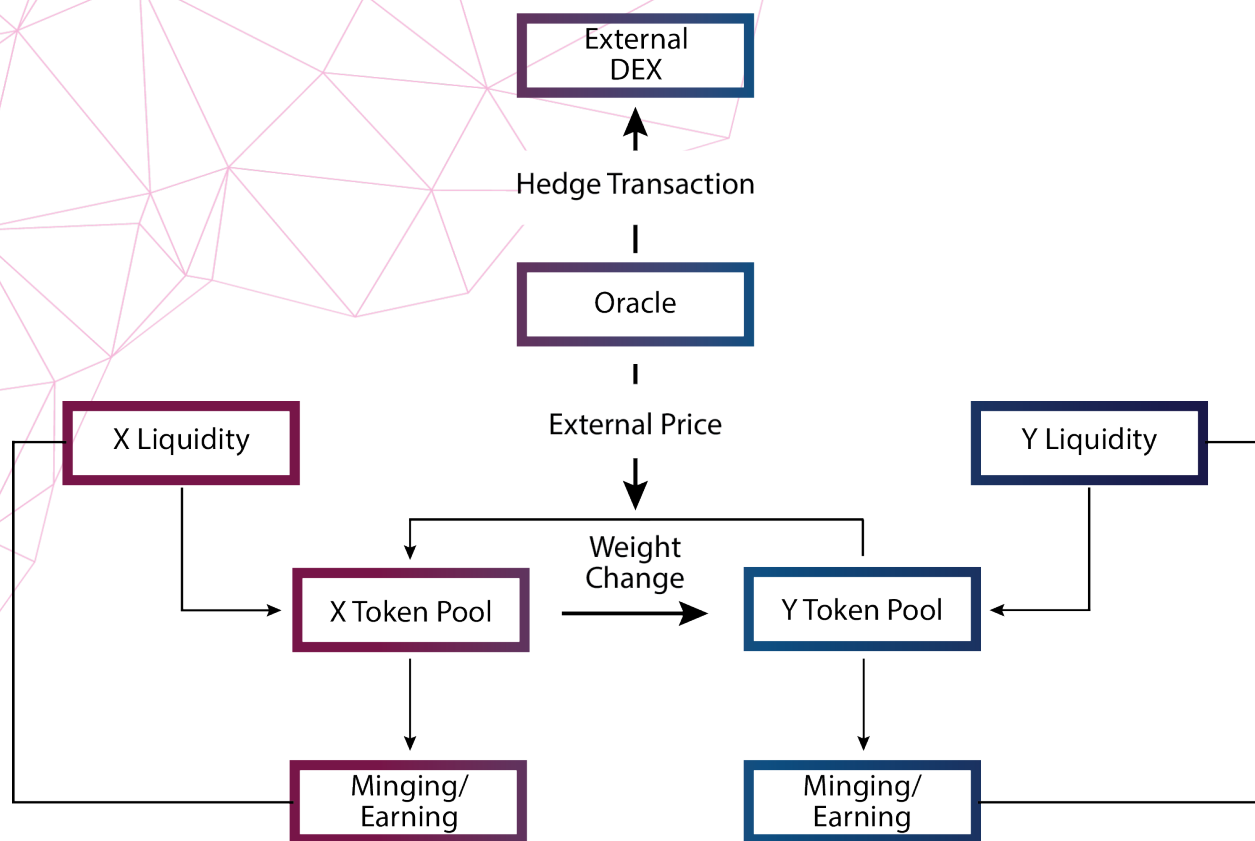 External
DEX
Hedge Transaction
Oracle
External Price
X Liquidity
Y Liquidity
Weight
Change
X Token Pool
Y Token Pool
Minging/
Earning
Minging/
Earning